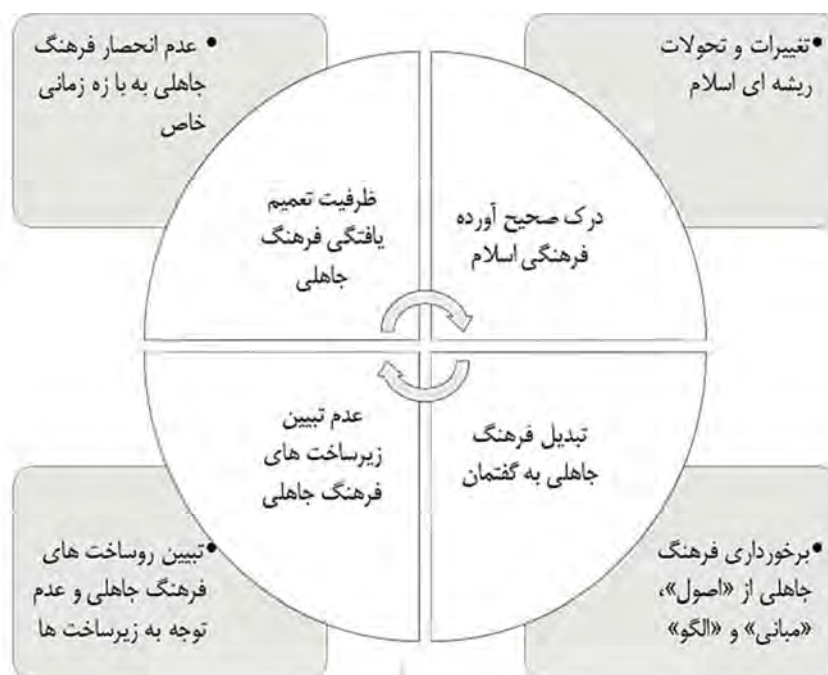 •تغییرات و تحولات
ریشه ای اسلام
• عدم انحصار فرهنگ
جاهلی به با زه زمانی
خاص
درک صحیح آورده
فرهنگی اسلام
ظرفیت تعمیم
یافتگی فرهنگ
جاهلی
تبدیل فرهنگ
جاهلی به گفتمان
عدم تبیین
زیرساخت های
فرهنگ جاهلی
•برخورداری فرهنگ
جاهلی از «اصول»،
«مبانی» و «الگو»
•تبیین روساخت های
فرهنگ جاهلی و عدم
توجه به زیرساخت ها